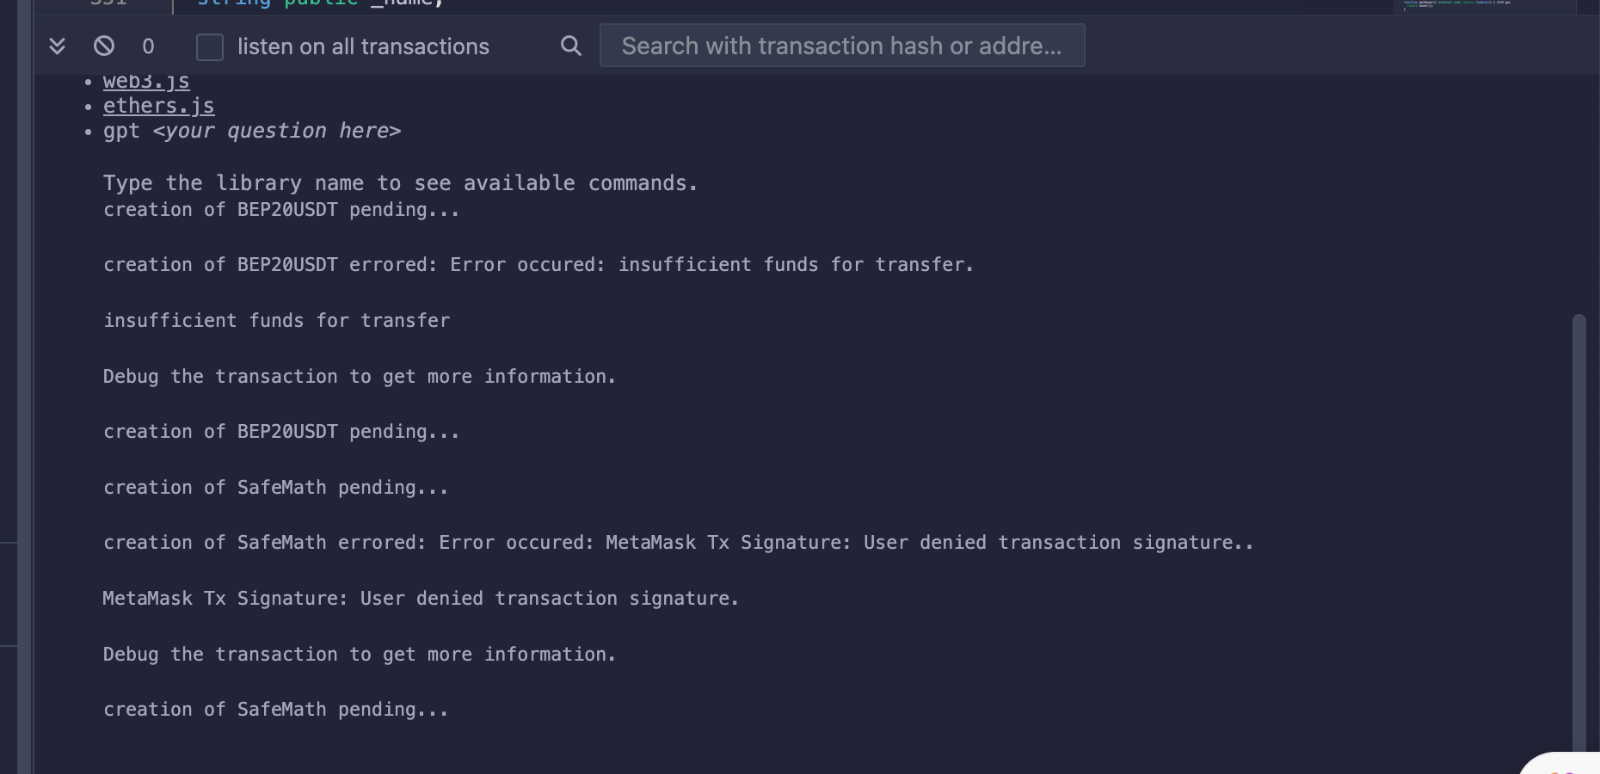 331 string public _name;
0 listen on all transactions Search with transaction hash or addre...
• web3.js
• ethers.js
• gpt <your question here>
Type the library name to see available commands.
creation of BEP20USDT pending...
creation of BEP20USDT errored: Error occured: insufficient funds for transfer.
insufficient funds for transfer
Debug the transaction to get more information.
creation of BEP20USDT pending...
creation of SafeMath pending...
creation of SafeMath errored: Error occured: MetaMask Tx Signature: User denied transaction signature..
MetaMask Tx Signature: User denied transaction signature.
Debug the transaction to get more information.
creation of SafeMath pending...